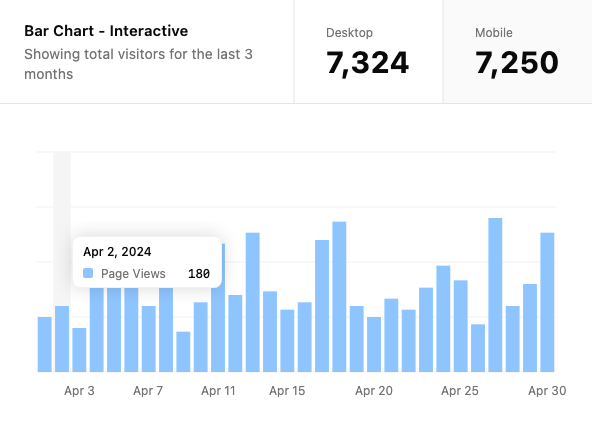 Bar Chart - Interactive
Showing total visitors for the last 3
months
Desktop
7,324
Mobile
7,250
Apr 2, 2024
Page Views 180
Apr 3 Apr 7 Apr 11 Apr 15 Apr 20 Apr 25 Apr 30